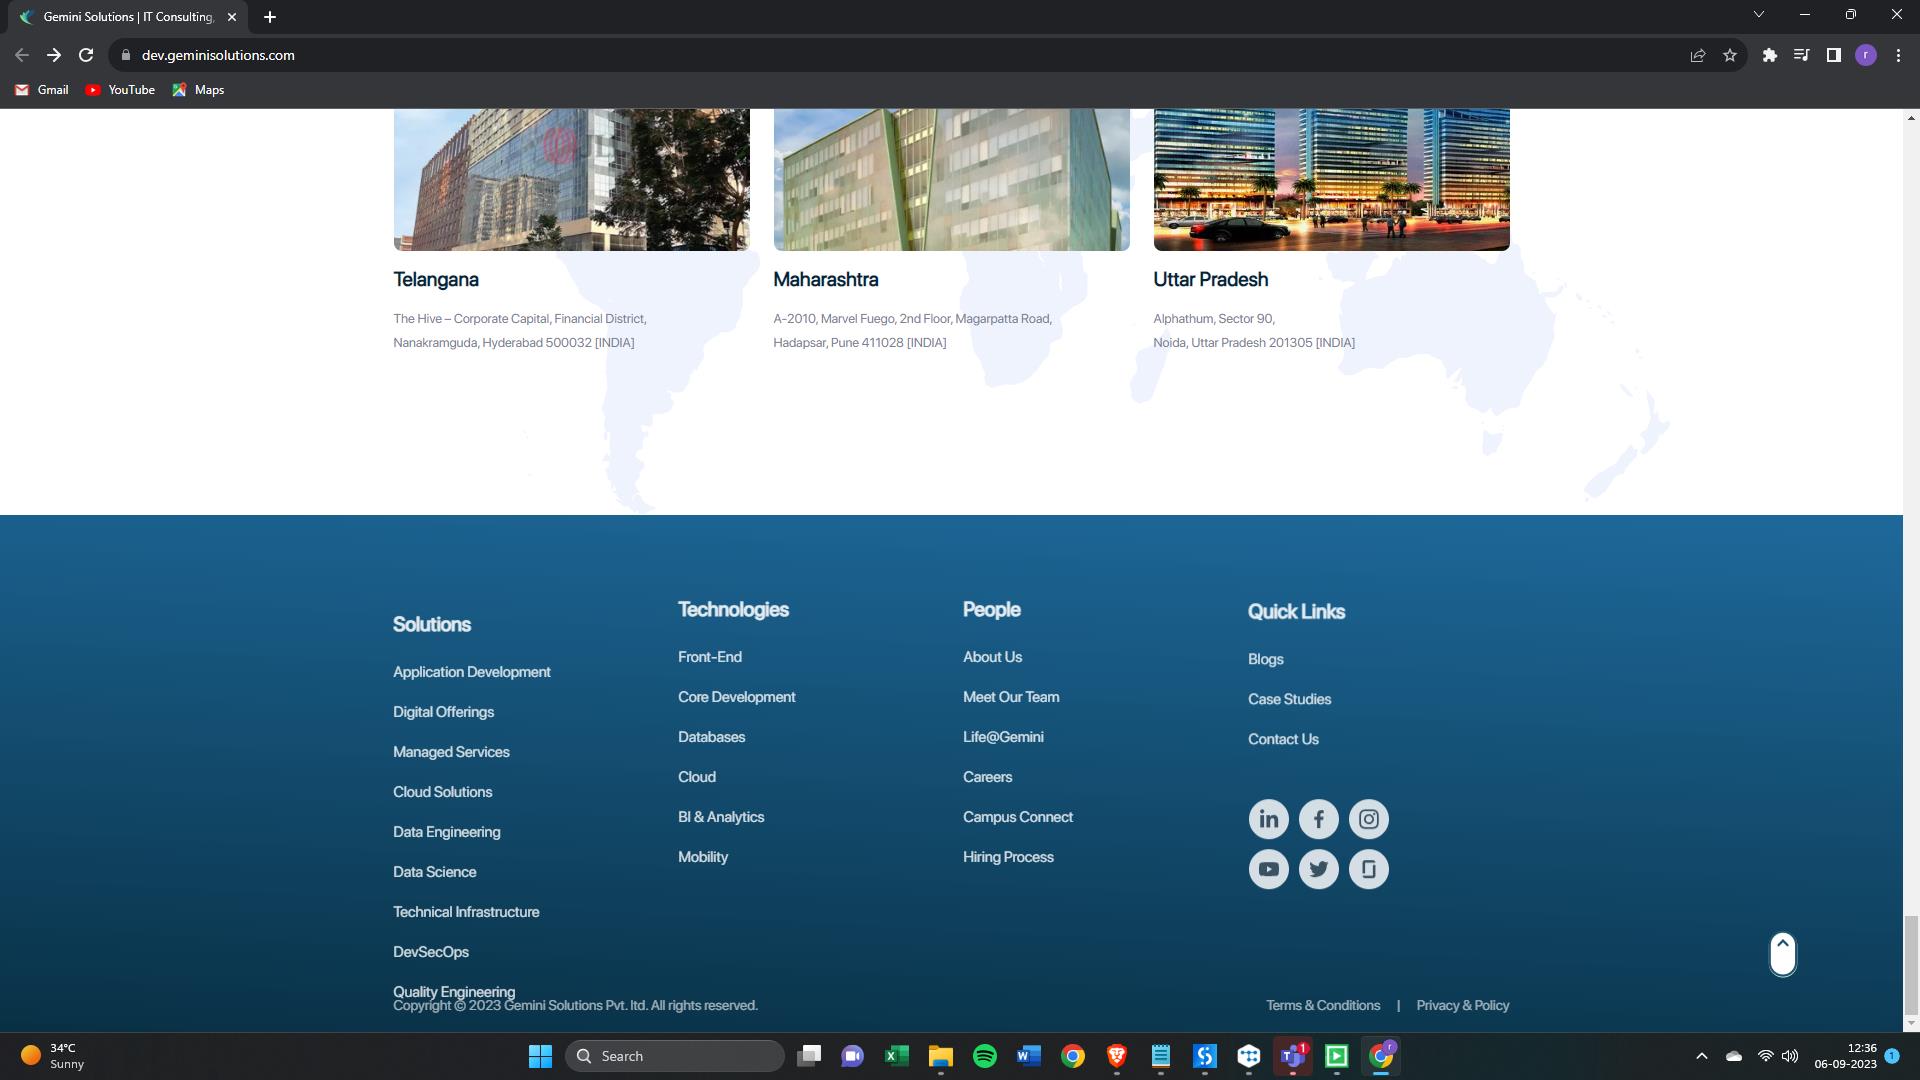 Gemini Solutions | IT Consulting,
dev.geminisolutions.com
r
Gmail
YouTube
Maps
Telangana
The Hive – Corporate Capital, Financial District,
Nanakramguda, Hyderabad 500032 [INDIA]
Maharashtra
A-2010, Marvel Fuego, 2nd Floor, Magarpatta Road,
Hadapsar, Pune 411028 [INDIA]
Uttar Pradesh
Alphathum, Sector 90,
Noida, Uttar Pradesh 201305 [INDIA]
Solutions
Application Development
Digital Offerings
Managed Services
Cloud Solutions
Data Engineering
Data Science
Technical Infrastructure
DevSecOps
Quality Engineering
Technologies
Front-End
Core Development
Databases
Cloud
BI & Analytics
Mobility
People
About Us
Meet Our Team
Life@Gemini
Careers
Campus Connect
Hiring Process
Quick Links
Blogs
Case Studies
Contact Us
Copyright © 2023 Gemini Solutions Pvt. ltd. All rights reserved.
Terms & Conditions | Privacy & Policy
34°C
Sunny
Search
1
12:36
06-09-2023
1